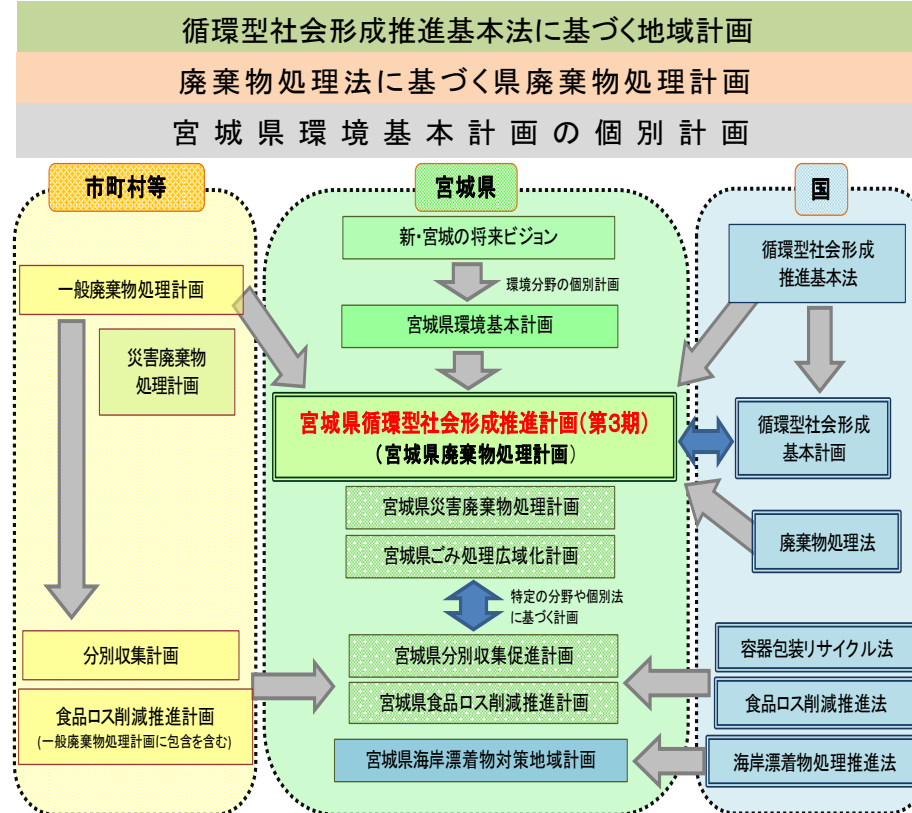 循環型社会形成推進基本法に基づく地域計画
廃棄物処理法に基づく県廃棄物処理計画
宮城県環境基本計画の個別計画
市町村等
一般廃棄物処理計画
災害廃棄物
処理計画
分別収集計画
食品ロス削減推進計画
(一般廃棄物処理計画に包含を含む)
宮城県
新・宮城の将来ビジョン
環境分野の個別計画
宮城県環境基本計画
宮城県循環型社会形成推進計画(第3期)
(宮城県廃棄物処理計画)
宮城県災害廃棄物処理計画
宮城県ごみ処理広域化計画
特定の分野や個別法
に基づく計画
宮城県分別収集促進計画
宮城県食品ロス削減推進計画
宮城県海岸漂着物対策地域計画
国
循環型社会形成
推進基本法
循環型社会形成
基本計画
廃棄物処理法
容器包装リサイクル法
食品ロス削減推進法
海岸漂着物処理推進法